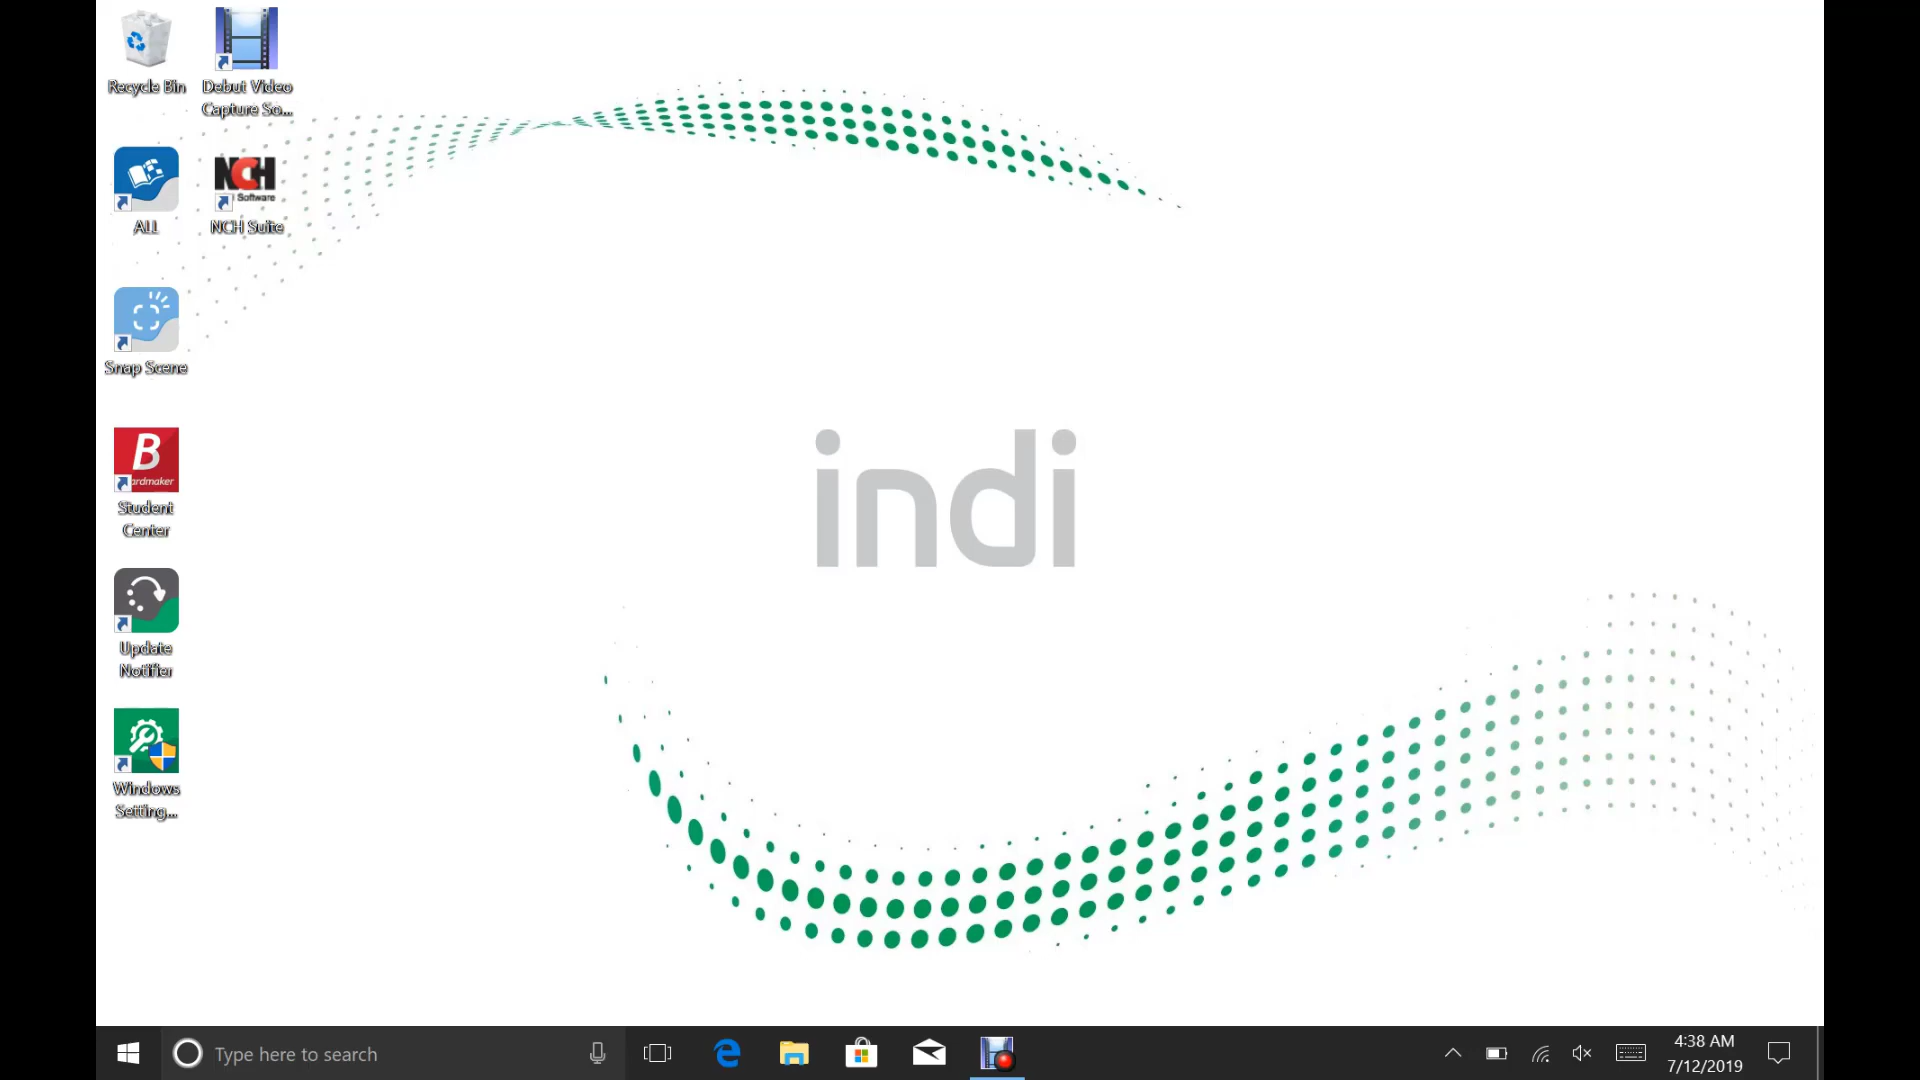 Recycle Bin
Debut Video
Capture So...
ALL
NCH
Software
NCH Suite
Snap Scene
B
ardmaker
Student
Center
Update
Notifier
Windows
Setting...
indi
Type here to search
4:38 AM
7/12/2019